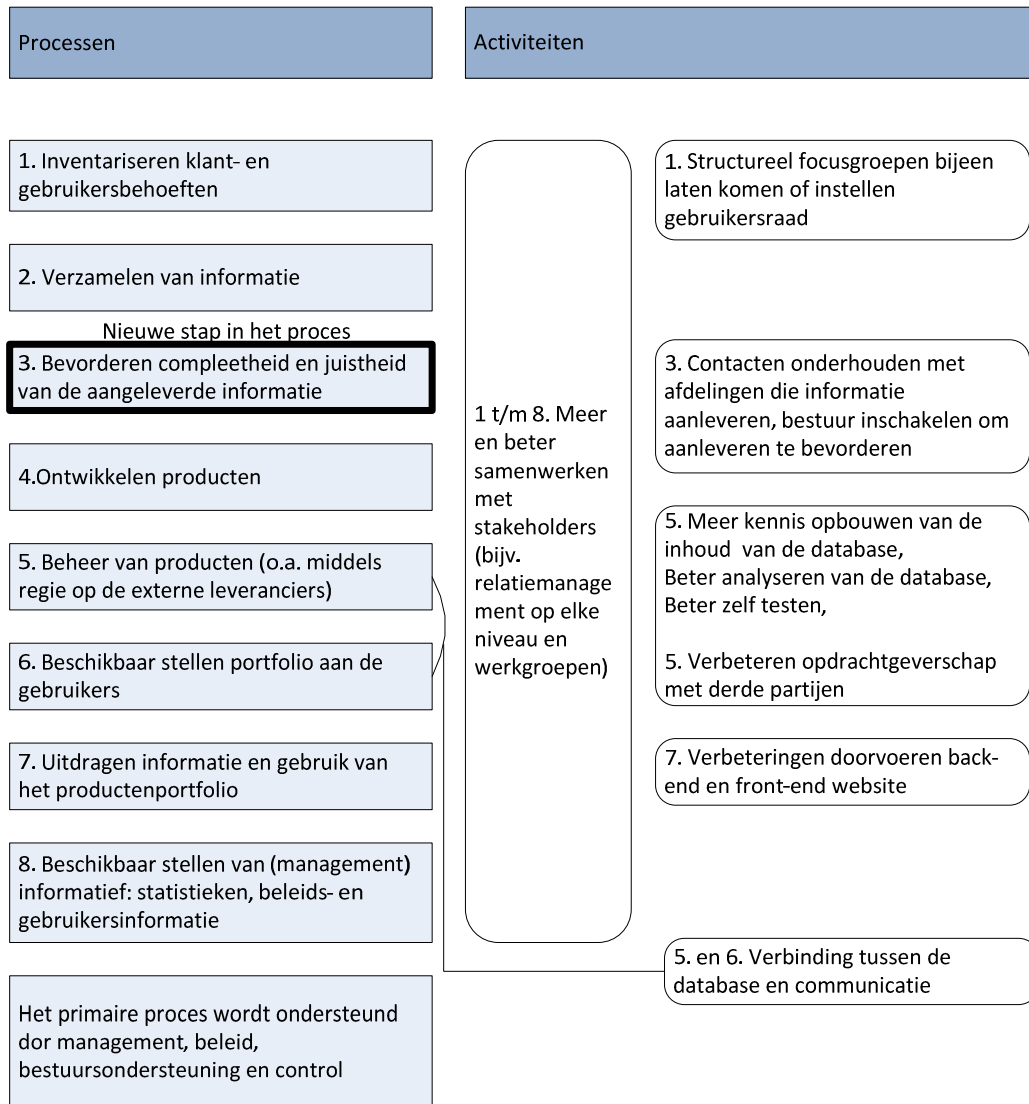 Processen
Activiteiten
1. Inventariseren klant- en
gebruikersbehoeften
2. Verzamelen van informatie
Nieuwe stap in het proces
3. Bevorderen compleetheid en juistheid
van de aangeleverde informatie
4.Ontwikkelen producten
5. Beheer van producten (o.a. middels
regie op de externe leveranciers)
6. Beschikbaar stellen portfolio aan de
gebruikers
7. Uitdragen informatie en gebruik van
het productenportfolio
8. Beschikbaar stellen van (management)
informatief: statistieken, beleids- en
gebruikersinformatie
Het primaire proces wordt ondersteund
dor management, beleid,
bestuursondersteuning en control
1 t/m 8. Meer
en beter
samenwerken
met
stakeholders
(bijv.
relatiemanage
ment op elke
niveau en
werkgroepen)
1. Structureel focusgroepen bijeen
laten komen of instellen
gebruikersraad
3. Contacten onderhouden met
afdelingen die informatie
aanleveren, bestuur inschakelen om
aanleveren te bevorderen
5. Meer kennis opbouwen van de
inhoud van de database,
Beter analyseren van de database,
Beter zelf testen,
5. Verbeteren opdrachtgeverschap
met derde partijen
7. Verbeteringen doorvoeren back-
end en front-end website
5. en 6. Verbinding tussen de
database en communicatie